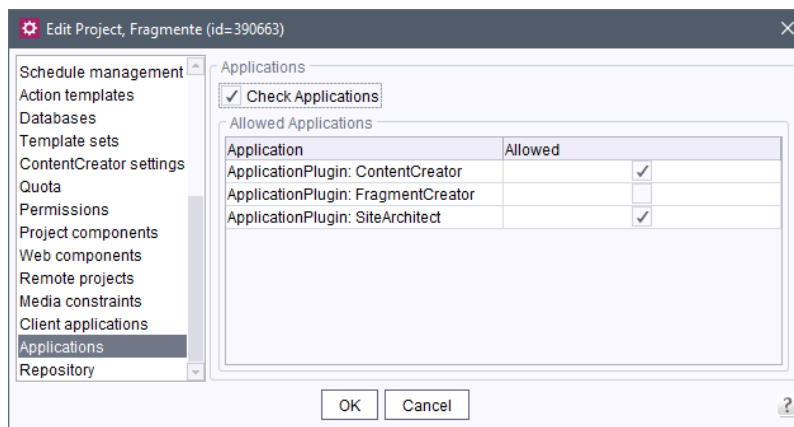 Edit Project, Fragmente (id=390663)
Schedule management
Action templates
Databases
Template sets
ContentCreator settings
Quota
Permissions
Project components
Web components
Remote projects
Media constraints
Client applications
Applications
Repository
Applications
Check Applications
Allowed Applications
Application Allowed
ApplicationPlugin: ContentCreator
ApplicationPlugin: FragmentCreator
ApplicationPlugin: SiteArchitect
OK Cancel
?